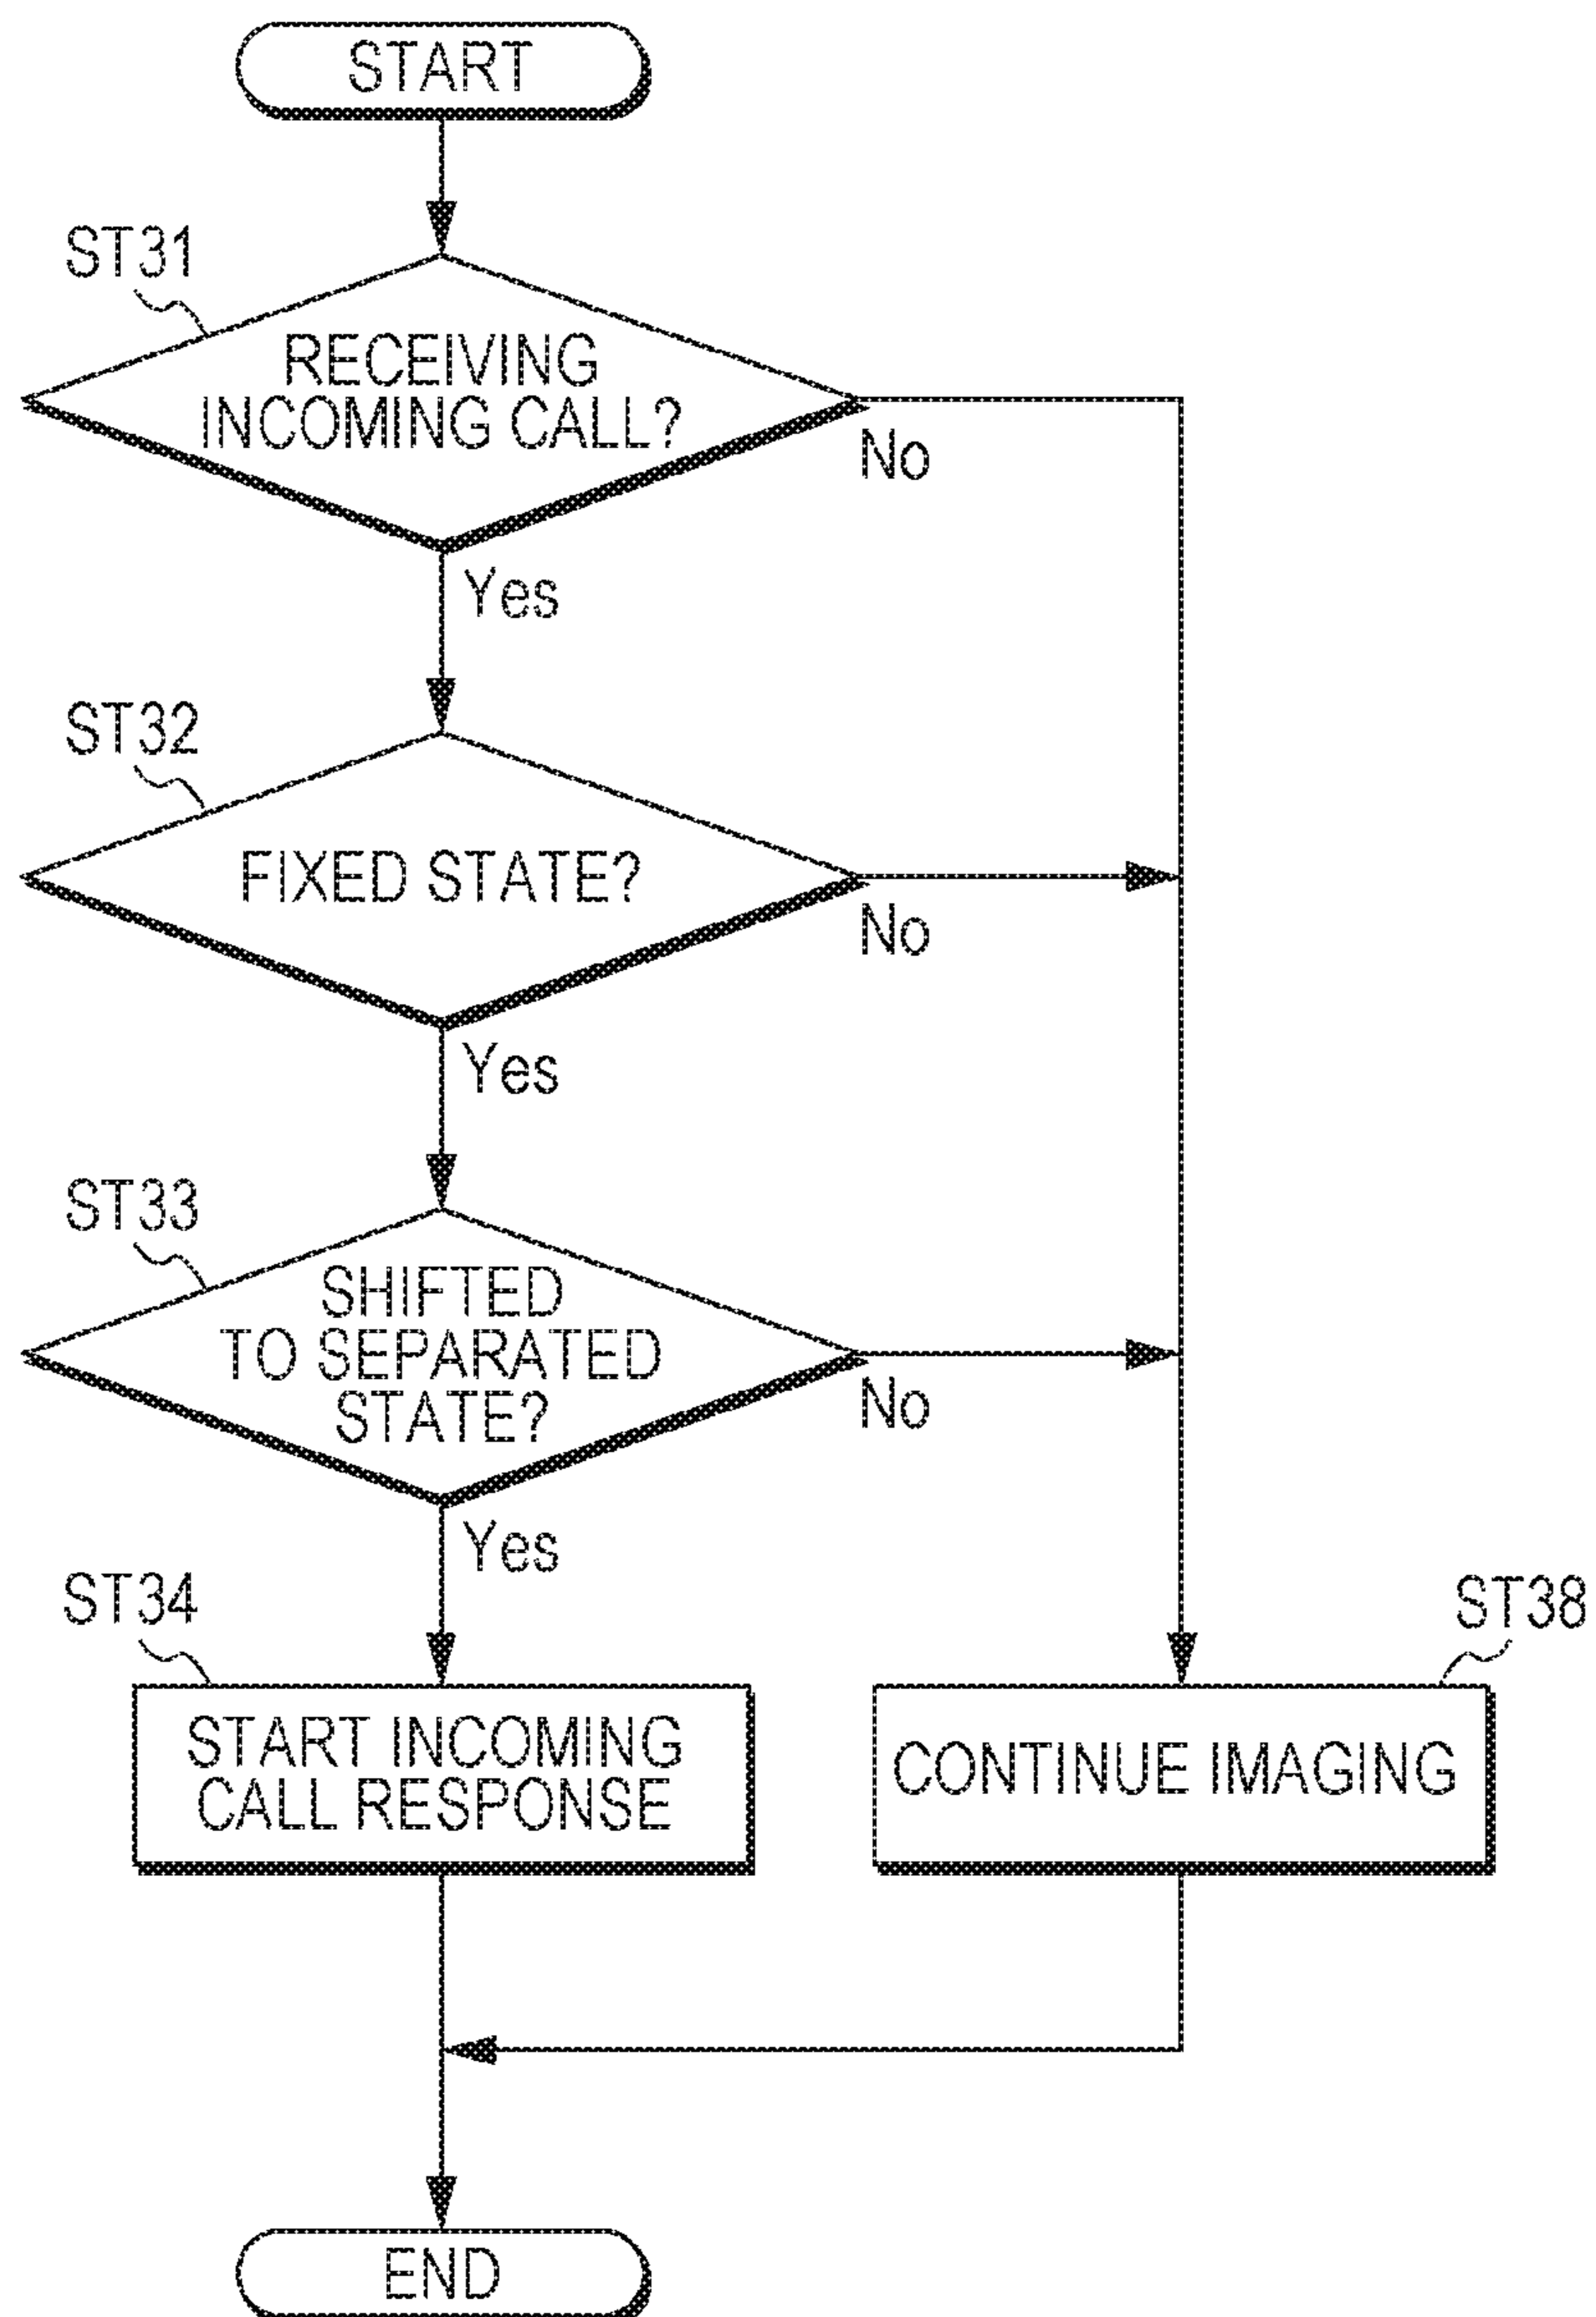 START
ST31
RECEIVING
INCOMING CALL?
No
Yes
ST32
FIXED STATE?
No
Yes
ST33
SHIFTED
TO SEPARATED
STATE?
No
Yes
ST34
START INCOMING
CALL RESPONSE
ST38
CONTINUE IMAGING
END